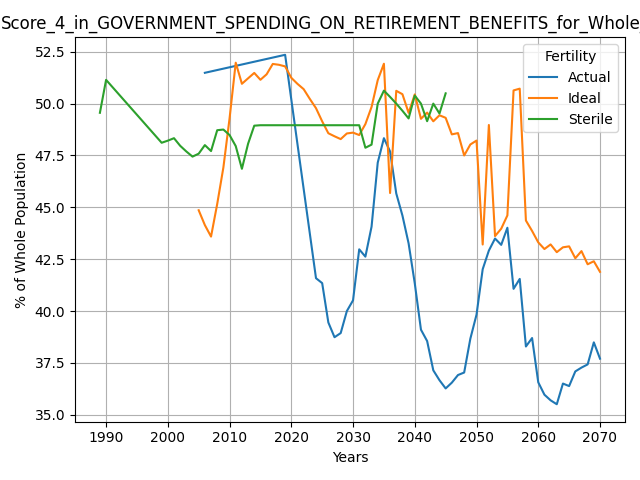 Score_4_in_GOVERNMENT_SPENDING_ON_RETIREMENT_BENEFITS_for_Whole_
Fertility
Actual
Ideal
Sterile
% of Whole Population
52.5
50.0
47.5
45.0
42.5
40.0
37.5
35.0
1990 2000 2010 2020 2030 2040 2050 2060 2070
Years